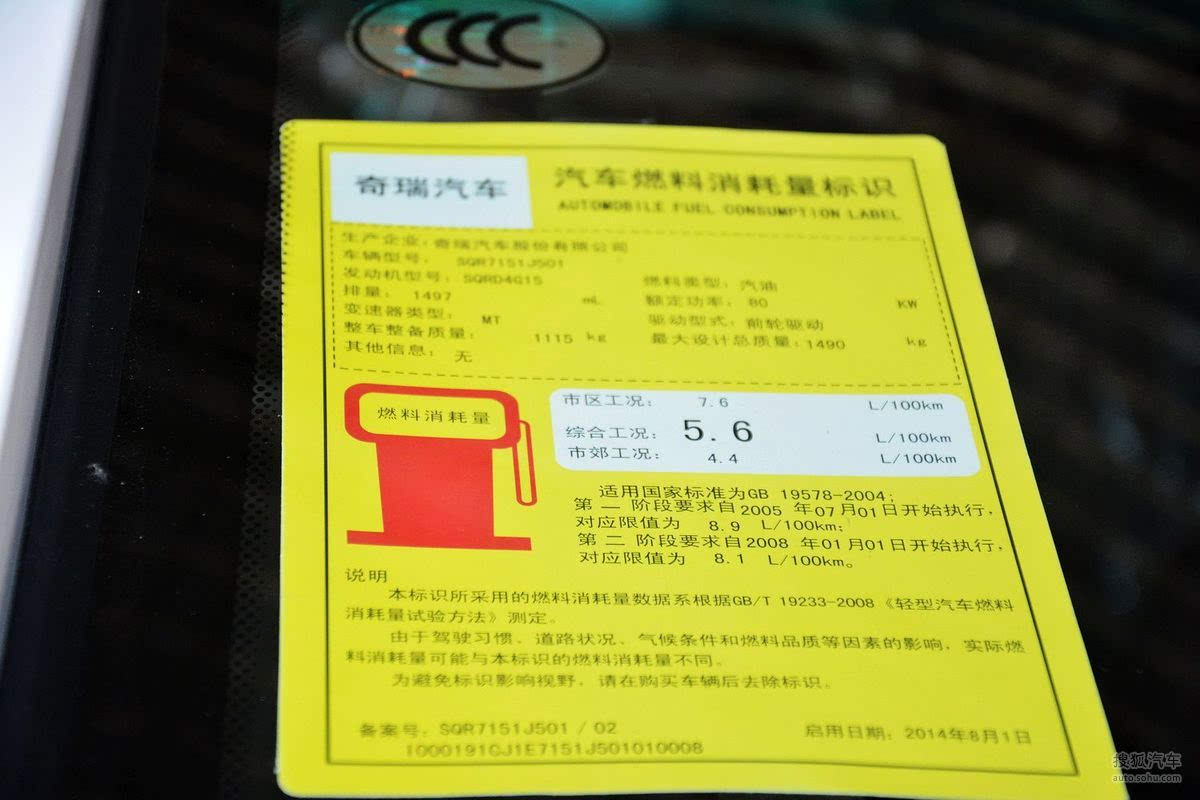 CCC
奇瑞汽车
汽车燃料消耗量标识
AUTOMOBILE FUEL CONSUMPTION LABEL
生产企业：奇瑞汽车股份有限公司
车辆型号： SQR7151J501
发动机型号：SQRD4G15 燃料类型：汽油
排量： 1497 mL 额定功率： 80 KW
变速器类型： MT 驱动型式：前轮驱动
整车整备质量： 1115 kg 最大设计总质量：1490 kg
其他信息： 无
燃料消耗量
市区工况： 7.6 L/100km
综合工况： 5.6 L/100km
市郊工况： 4.4 L/100km
适用国家标准为GB 19578-2004；
第 一 阶段要求自2005 年07月01日开始执行，
对应限值为 8.9 L/100km；
第 二 阶段要求自2008 年01月01日开始执行，
对应限值为 8.1 L/100km。
说明
本标识所采用的燃料消耗量数据系根据GB/T 19233-2008《轻型汽车燃料
消耗量试验方法》测定。
由于驾驶习惯、道路状况、气候条件和燃料品质等因素的影响，实际燃
料消耗量可能与本标识的燃料消耗量不同。
为避免标识影响视野，请在购买车辆后去除标识。
备案号：SQR7151J501 / 02 启用日期：2014年8月1日
1000191CJ1E7151J501010008
搜狐汽车
auto.sohu.com